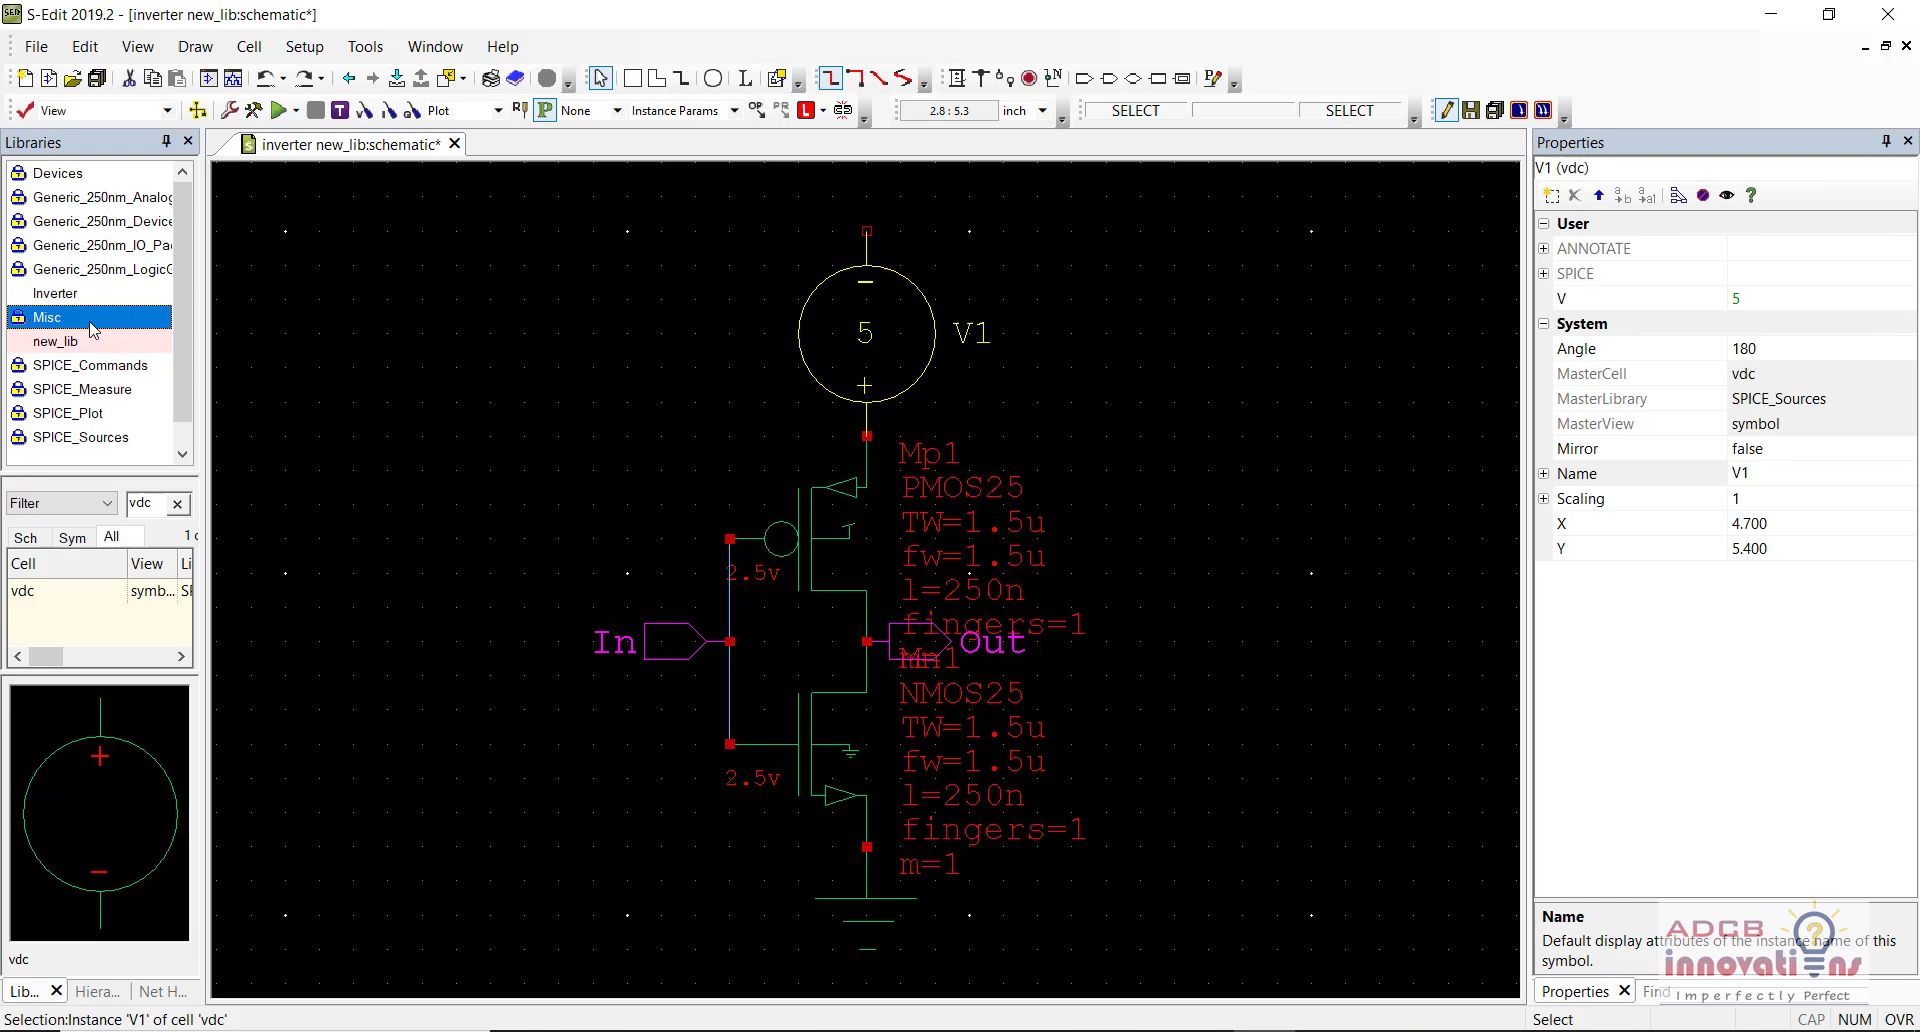 S-Edit 2019.2 - [inverter new_lib:schematic*]
File Edit View Draw Cell Setup Tools Window Help
View Plot None Instance Params 2.8 : 5.3 inch SELECT SELECT
Libraries
inverter new_lib:schematic*
Properties
V1 (vdc)
Devices
Generic_250nm_Analog
Generic_250nm_Device
Generic_250nm_IO_Pa
Generic_250nm_Logic
Inverter
Misc
new_lib
SPICE_Commands
SPICE_Measure
SPICE_Plot
SPICE_Sources
Filter vdc
Sch Sym All 1
Cell View Li
vdc symb...
vdc
Lib... Hiera... Net H...
5 V1
Mp1
PMOS25
TW=1.5u
fw=1.5u
l=250n
fingers=1
2.5v
In
Out
Mn1
NMOS25
TW=1.5u
fw=1.5u
l=250n
fingers=1
m=1
2.5v
User
ANNOTATE
SPICE
V 5
System
Angle 180
MasterCell vdc
MasterLibrary SPICE_Sources
MasterView symbol
Mirror false
Name V1
Scaling 1
X 4.700
Y 5.400
Name
Default display attributes of the instance name of this
symbol.
ADCB
innovations
Imperfectly Perfect
Properties Find
Selection:Instance 'V1' of cell 'vdc'
Select CAP NUM OVR